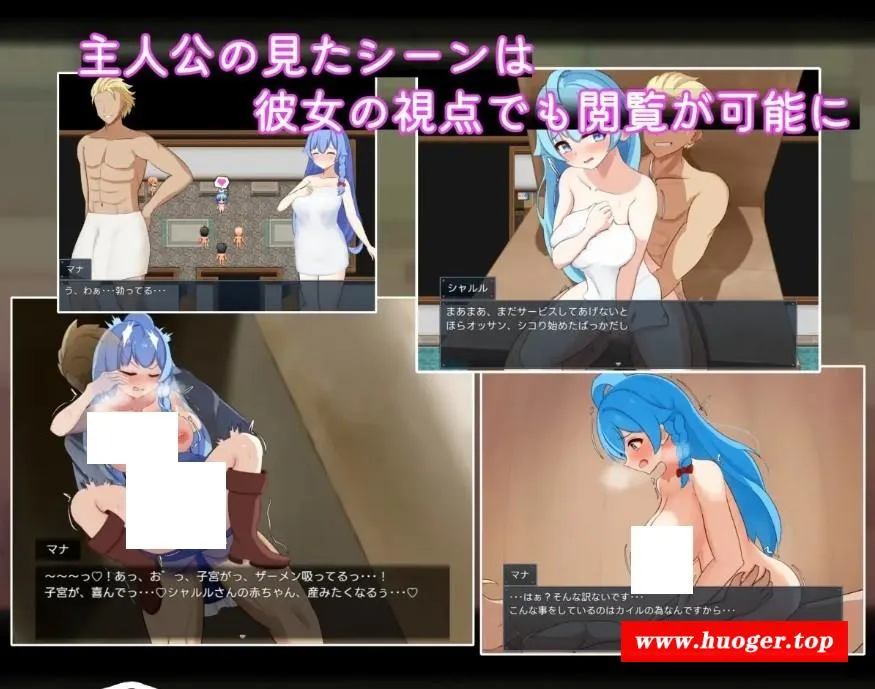 主人公の見たシーンは
彼女の視点でも閲覧が可能に
マナ
う、わぁ･･･勃ってる･･･
シャルル
まあまあ、まだサービスしてあげないと
ほらオッサン、シコり始めたばっかだし
マナ
～～～っ♡！あっ、お゛っ、子宮がっ、ザーメン吸ってるっ･･･！
子宮が、喜んでっ･･･♡シャルルさんの赤ちゃん、産みたくなるぅ･･･♡
マナ
･･･はぁ？そんな訳ないです･･･
こんな事をしているのはカイルの為なんですから･･･
www.huoger.top